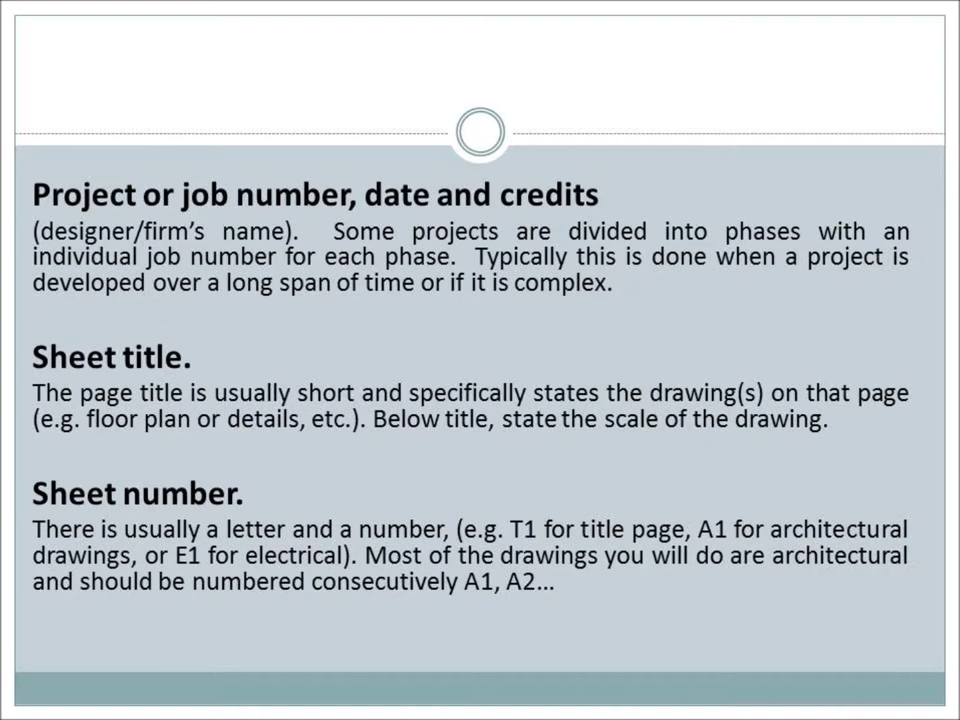 Project or job number, date and credits
(designer/firm’s name). Some projects are divided into phases with an
individual job number for each phase. Typically this is done when a project is
developed over a long span of time or if it is complex.
Sheet title.
The page title is usually short and specifically states the drawing(s) on that page
(e.g. floor plan or details, etc.). Below title, state the scale of the drawing.
Sheet number.
There is usually a letter and a number, (e.g. T1 for title page, A1 for architectural
drawings, or E1 for electrical). Most of the drawings you will do are architectural
and should be numbered consecutively A1, A2…